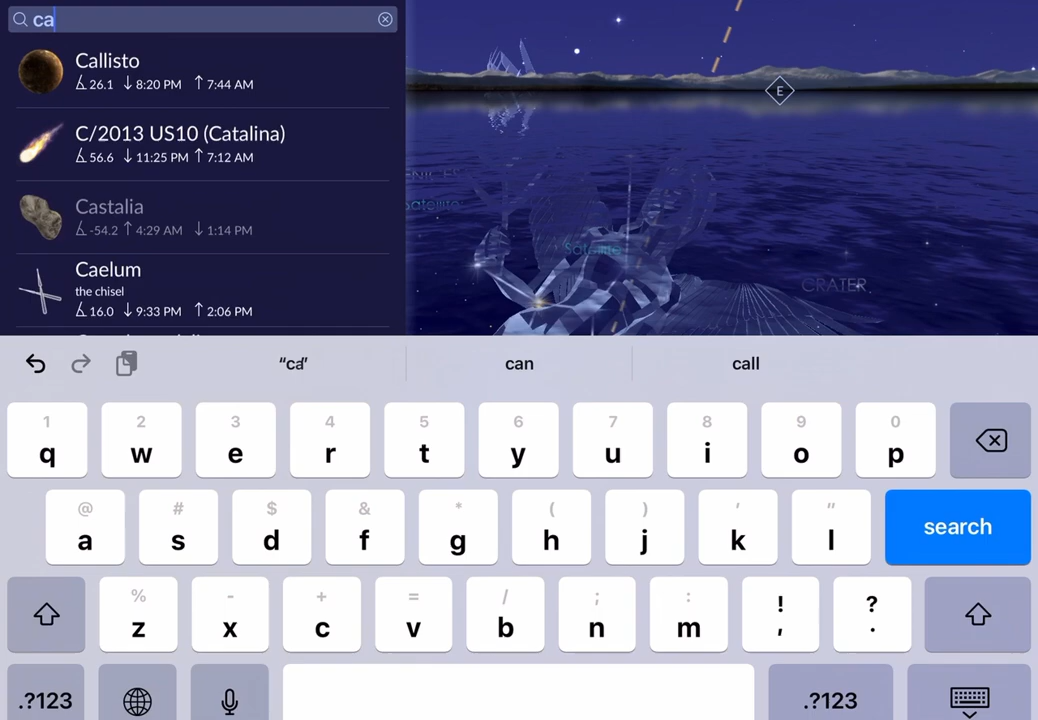 ca
Callisto
26.1 ↓ 8:20 PM ↑ 7:44 AM
C/2013 US10 (Catalina)
56.6 ↓ 11:25 PM ↑ 7:12 AM
Castalia
-54.2 ↑ 4:29 AM ↓ 1:14 PM
Caelum
the chisel
16.0 ↓ 9:33 PM ↑ 2:06 PM
E
Satellite
Satellite
CRATER
“ca” can call
1 2 3 4 5 6 7 8 9 0
q w e r t y u i o p
@ # $ & * ( ) ' "
a s d f g h j k l search
% - + = / ; : ! ?
z x c v b n m , .
.?123 .?123